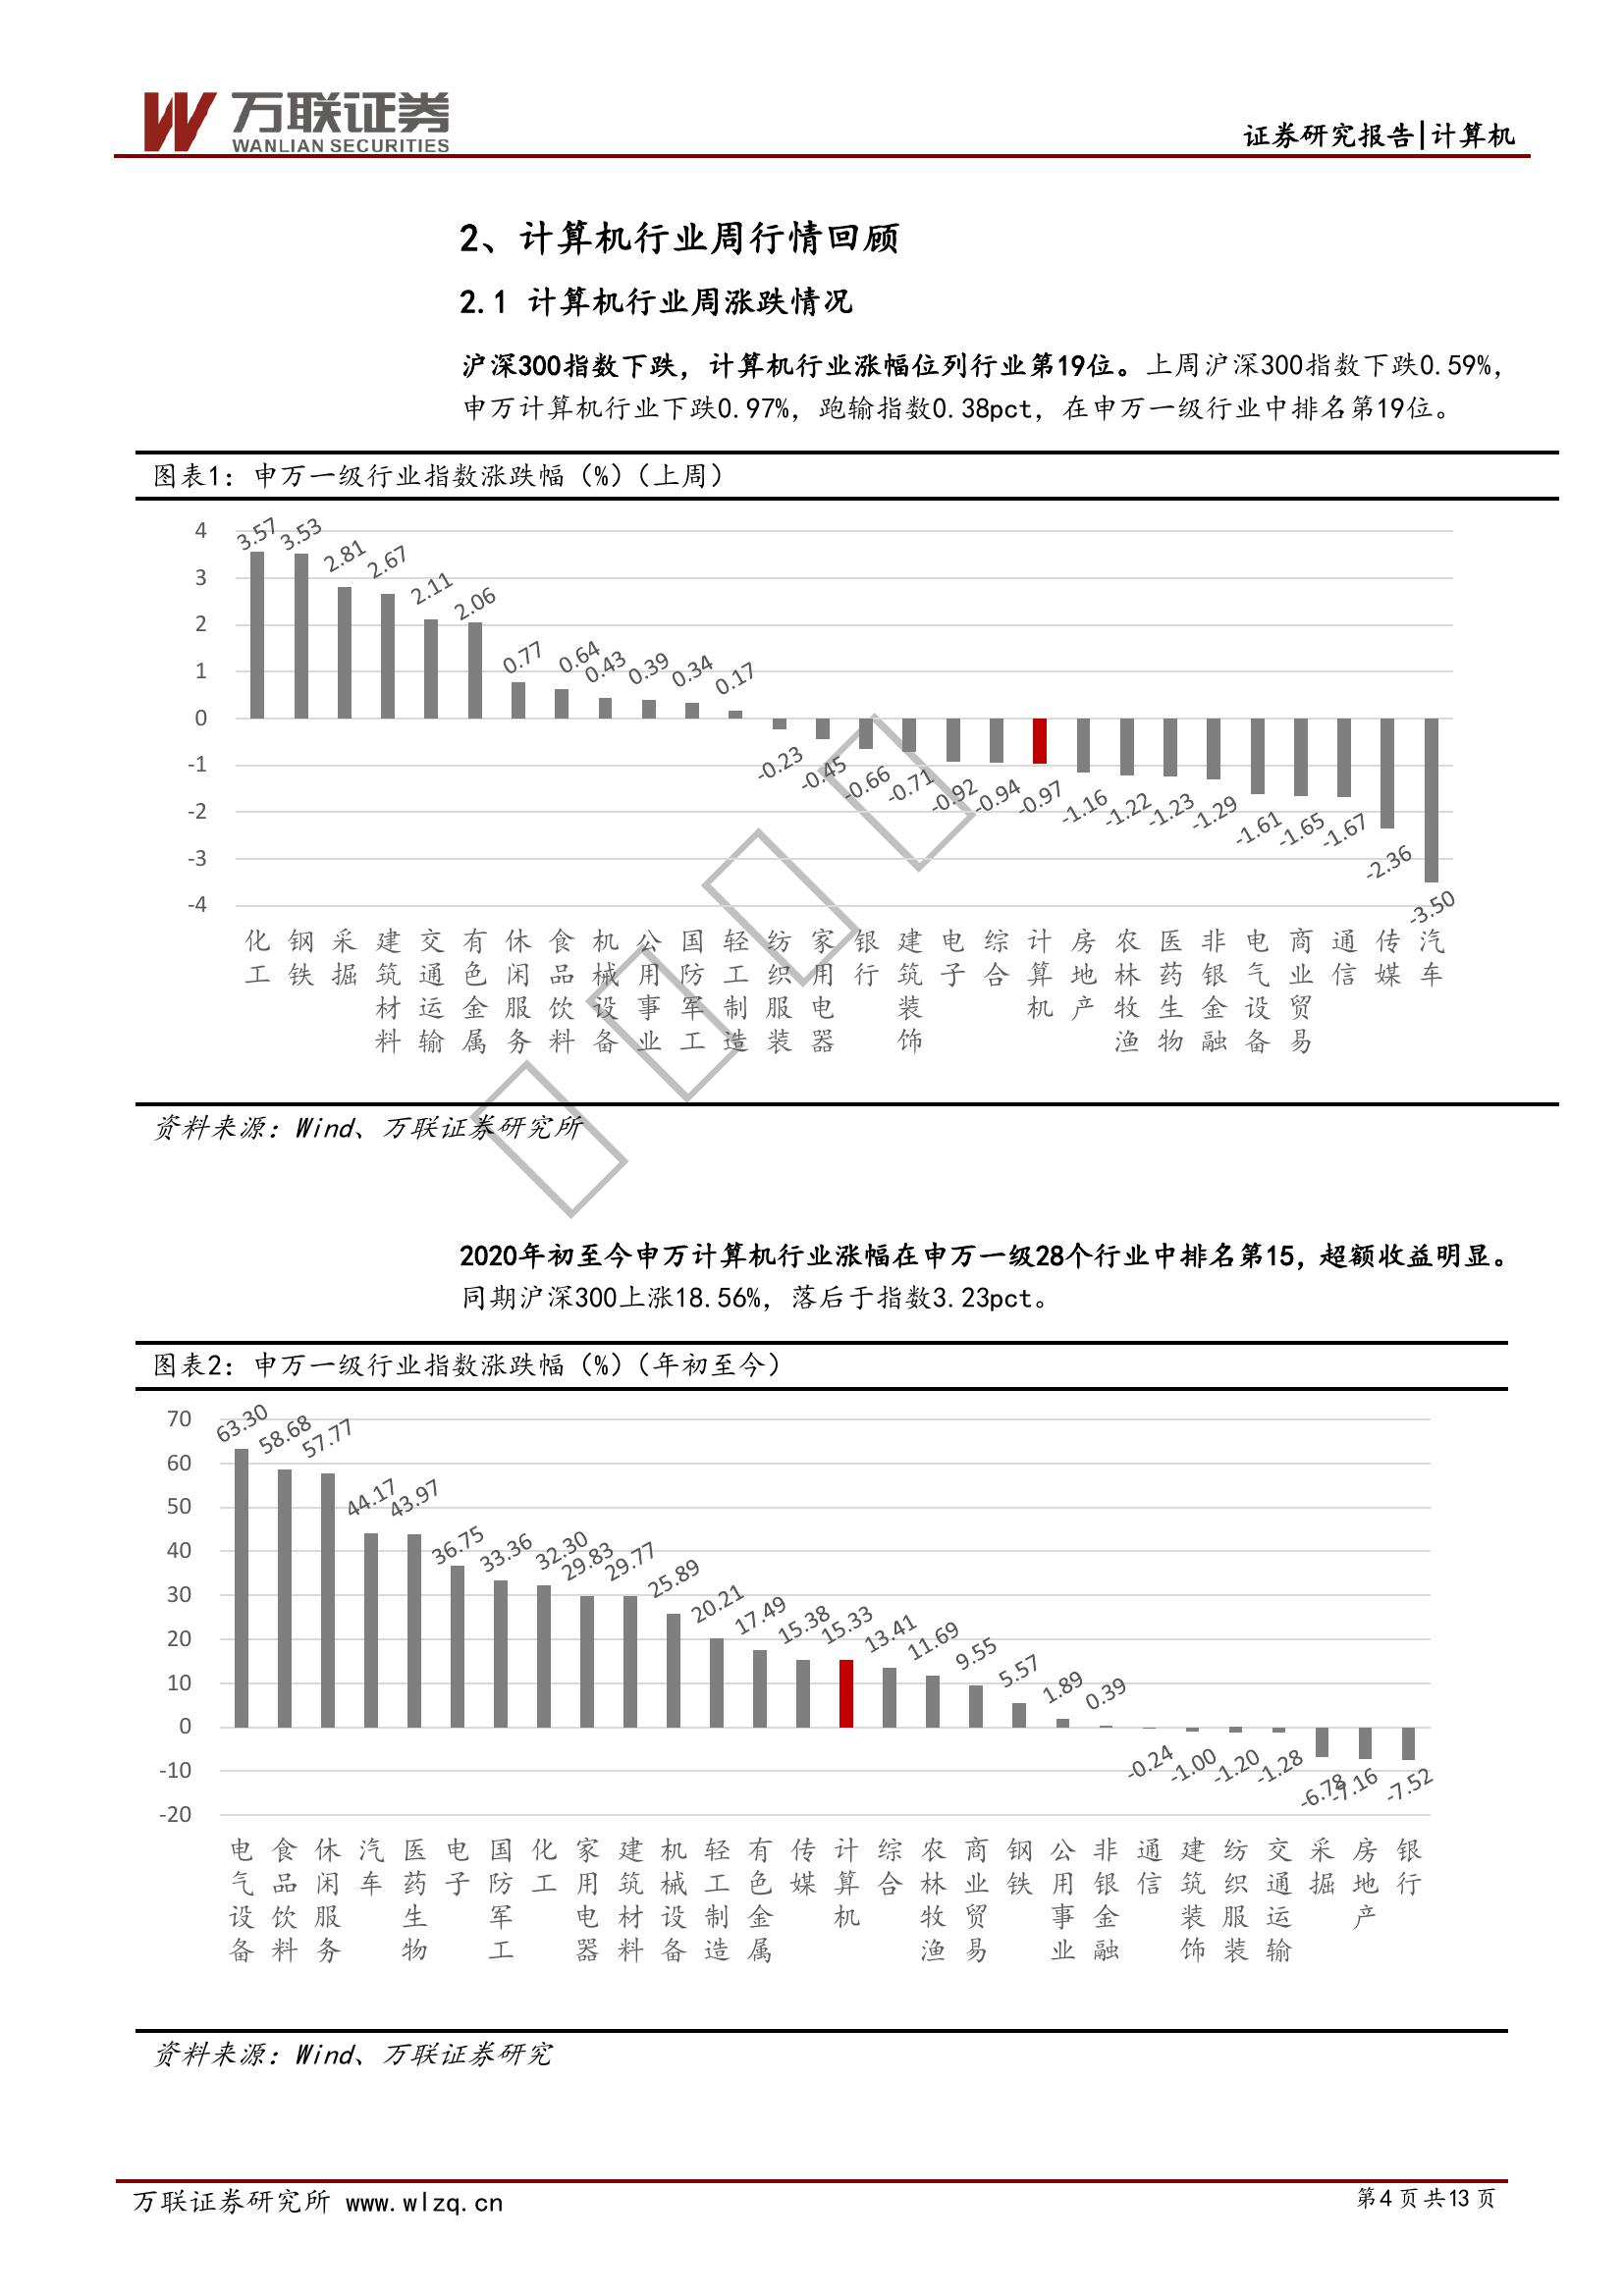 万联证券
WANLIAN SECURITIES
证券研究报告|计算机
2、计算机行业周行情回顾
2.1 计算机行业周涨跌情况
沪深300指数下跌，计算机行业涨幅位列行业第19位。上周沪深300指数下跌0.59%，
申万计算机行业下跌0.97%，跑输指数0.38pct，在申万一级行业中排名第19位。
图表1：申万一级行业指数涨跌幅（%）（上周）
4
3
2
1
0
-1
-2
-3
-4
3.57
3.53
2.81
2.67
2.11
2.06
0.77
0.64
0.43
0.39
0.34
0.17
-0.23
-0.45
-0.66
-0.71
-0.92
-0.94
-0.97
-1.16
-1.22
-1.23
-1.29
-1.61
-1.65
-1.67
-2.36
-3.50
化工
钢铁
采掘
建筑材料
交通运输
有色金属
休闲服务
食品饮料
机械设备
公用事业
国防军工
轻工制造
纺织服装
家用电器
银行
建筑装饰
电子
综合
计算机
房地产
农林牧渔
医药生物
非银金融
电气设备
商业贸易
通信
传媒
汽车
资料来源：Wind、万联证券研究所
2020年初至今申万计算机行业涨幅在申万一级28个行业中排名第15，超额收益明显。
同期沪深300上涨18.56%，落后于指数3.23pct。
图表2：申万一级行业指数涨跌幅（%）（年初至今）
70
60
50
40
30
20
10
0
-10
-20
63.30
58.68
57.77
44.17
43.97
36.75
33.36
32.30
29.83
29.77
25.89
20.21
17.49
15.38
15.33
13.41
11.69
9.55
5.57
1.89
0.39
-0.24
-1.00
-1.20
-1.28
-6.78
-7.16
-7.52
电气设备
食品饮料
休闲服务
汽车
医药生物
电子
国防军工
化工
家用电器
建筑材料
机械设备
轻工制造
有色金属
传媒
计算机
综合
农林牧渔
商业贸易
钢铁
公用事业
非银金融
通信
建筑装饰
纺织服装
交通运输
采掘
房地产
银行
资料来源：Wind、万联证券研究
万联证券研究所 www.wlzq.cn
第4页共13页